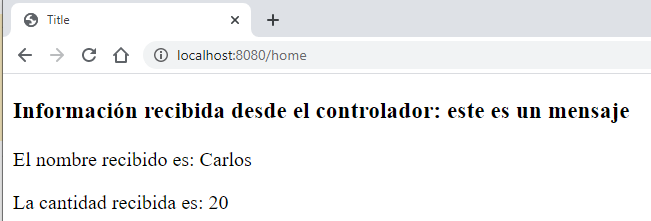 Title
localhost:8080/home
Información recibida desde el controlador: este es un mensaje
El nombre recibido es: Carlos
La cantidad recibida es: 20